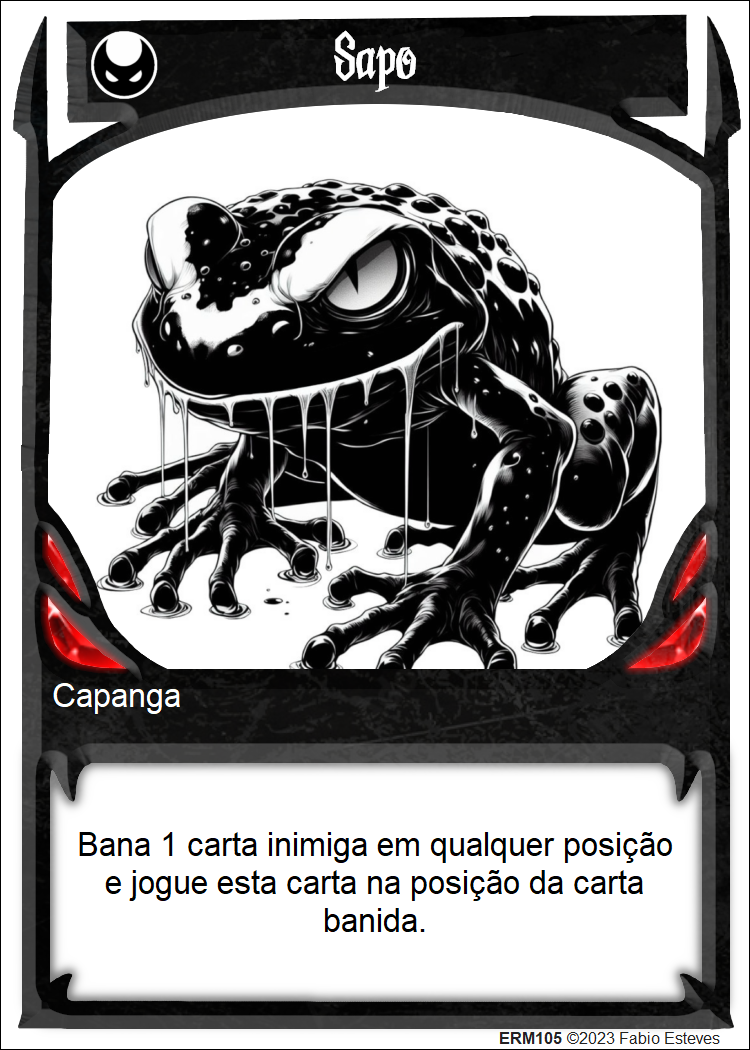 Sapo
Capanga
Bana 1 carta inimiga em qualquer posição
e jogue esta carta na posição da carta
banida.
ERM105 ©2023 Fabio Esteves